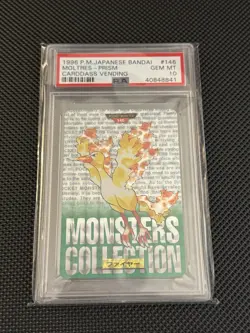 1996 P.M.JAPANESE BANDAI #146
MOLTRES - PRISM GEM MT
CARDDASS VENDING 10
PSA 40848841
MONSTERS
COLLECTION
ファイヤー